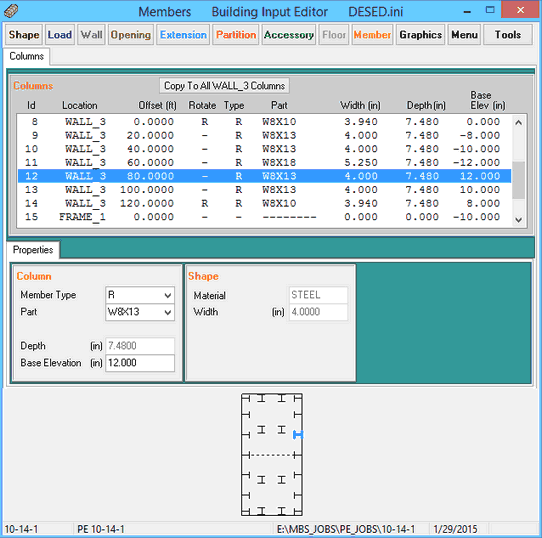 Members    Building Input Editor    DESED.ini
Shape Load Wall Opening Extension Partition Accessory Floor Member Graphics Menu Tools
Columns
Columns Copy To All WALL_3 Columns
Id Location Offset (ft) Rotate Type Part Width (in) Depth(in) Base Elev (in)
8 WALL_3 0.0000 R R W8X10 3.940 7.480 0.000
9 WALL_3 20.0000 - R W8X13 4.000 7.480 -8.000
10 WALL_3 40.0000 - R W8X13 4.000 7.480 -10.000
11 WALL_3 60.0000 - R W8X18 5.250 7.480 -12.000
12 WALL_3 80.0000 - R W8X13 4.000 7.480 12.000
13 WALL_3 100.0000 - R W8X13 4.000 7.480 10.000
14 WALL_3 120.0000 R R W8X10 3.940 7.480 8.000
15 FRAME_1 0.0000 - - -------- 0.000 0.000 -10.000
Properties
Column
Member Type R
Part W8X13
Depth (in) 7.4800
Base Elevation (in) 12.000
Shape
Material STEEL
Width (in) 4.0000
10-14-1 PE 10-14-1 E:\MBS_JOBS\PE_JOBS\10-14-1 1/29/2015